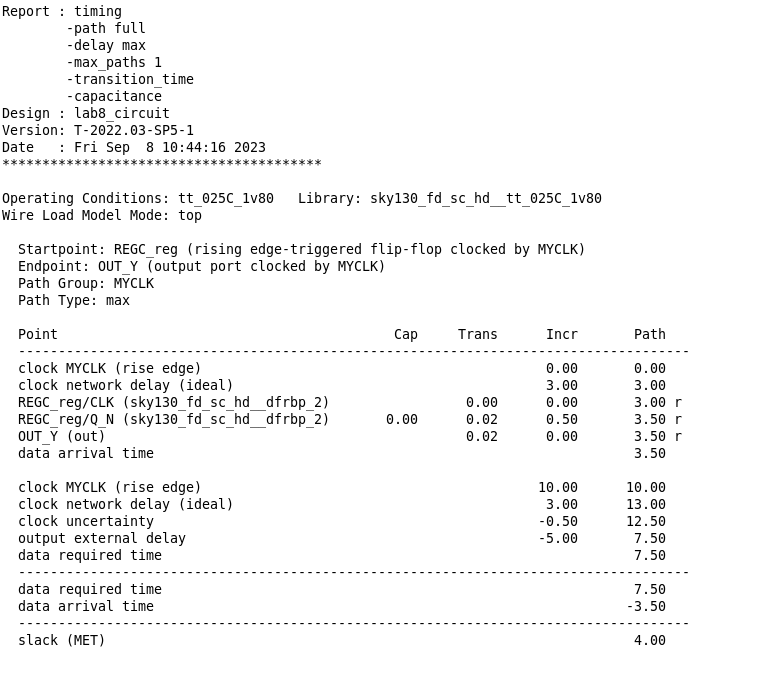 Report : timing
        -path full
        -delay max
        -max_paths 1
        -transition_time
        -capacitance
Design : lab8_circuit
Version: T-2022.03-SP5-1
Date   : Fri Sep  8 10:44:16 2023
****************************************

Operating Conditions: tt_025C_1v80   Library: sky130_fd_sc_hd__tt_025C_1v80
Wire Load Model Mode: top

  Startpoint: REGC_reg (rising edge-triggered flip-flop clocked by MYCLK)
  Endpoint: OUT_Y (output port clocked by MYCLK)
  Path Group: MYCLK
  Path Type: max

  Point                                          Cap     Trans      Incr       Path
  ------------------------------------------------------------------------------------
  clock MYCLK (rise edge)                                           0.00       0.00
  clock network delay (ideal)                                       3.00       3.00
  REGC_reg/CLK (sky130_fd_sc_hd__dfrbp_2)                 0.00      0.00       3.00 r
  REGC_reg/Q_N (sky130_fd_sc_hd__dfrbp_2)       0.00      0.02      0.50       3.50 r
  OUT_Y (out)                                             0.02      0.00       3.50 r
  data arrival time                                                            3.50

  clock MYCLK (rise edge)                                          10.00      10.00
  clock network delay (ideal)                                       3.00      13.00
  clock uncertainty                                                -0.50      12.50
  output external delay                                            -5.00       7.50
  data required time                                                           7.50
  ------------------------------------------------------------------------------------
  data required time                                                           7.50
  data arrival time                                                           -3.50
  ------------------------------------------------------------------------------------
  slack (MET)                                                                  4.00